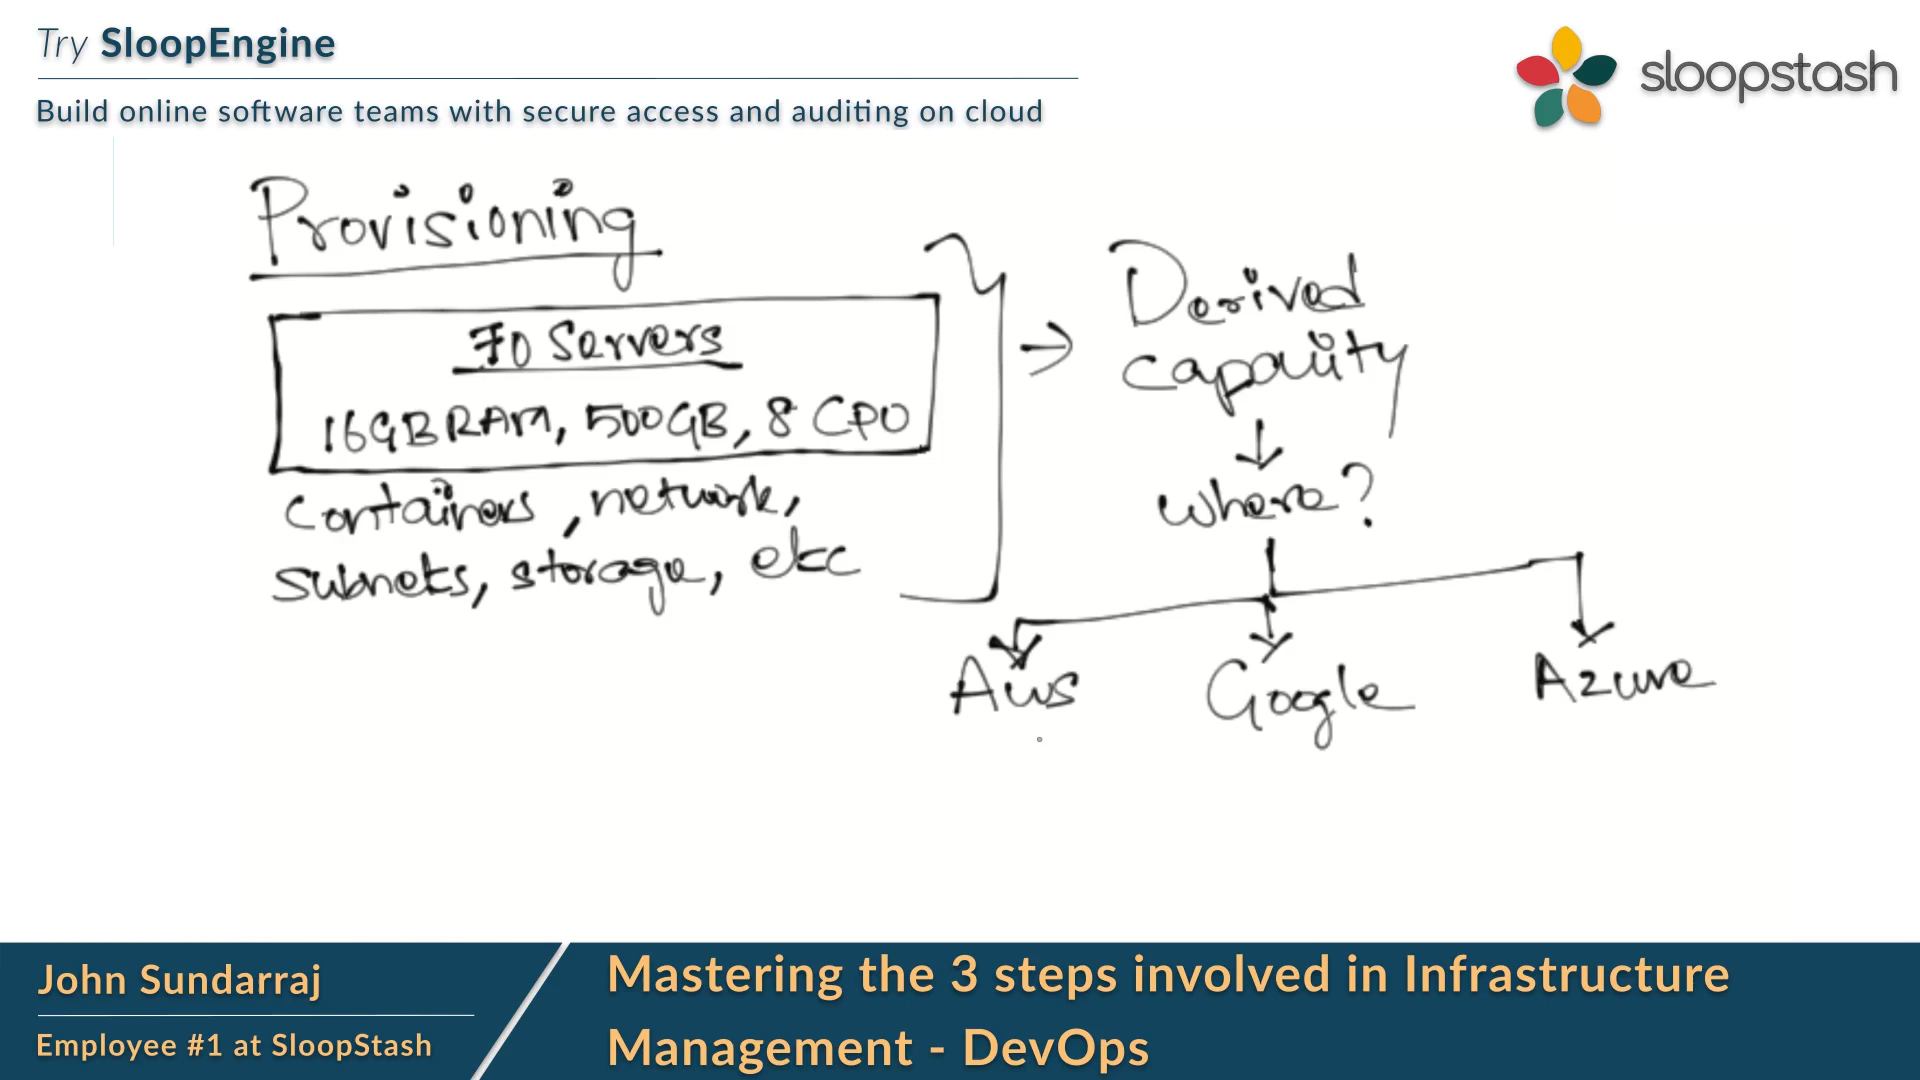 Try SloopEngine
Build online software teams with secure access and auditing on cloud
sloopstash
Provisioning
70 Servers
16GB RAM, 500GB, 8 CPU
Containers, network,
subnets, storage, etc
Derived
capacity
where?
Aws
Google
Azure
John Sundarraj
Employee #1 at SloopStash
Mastering the 3 steps involved in Infrastructure
Management - DevOps